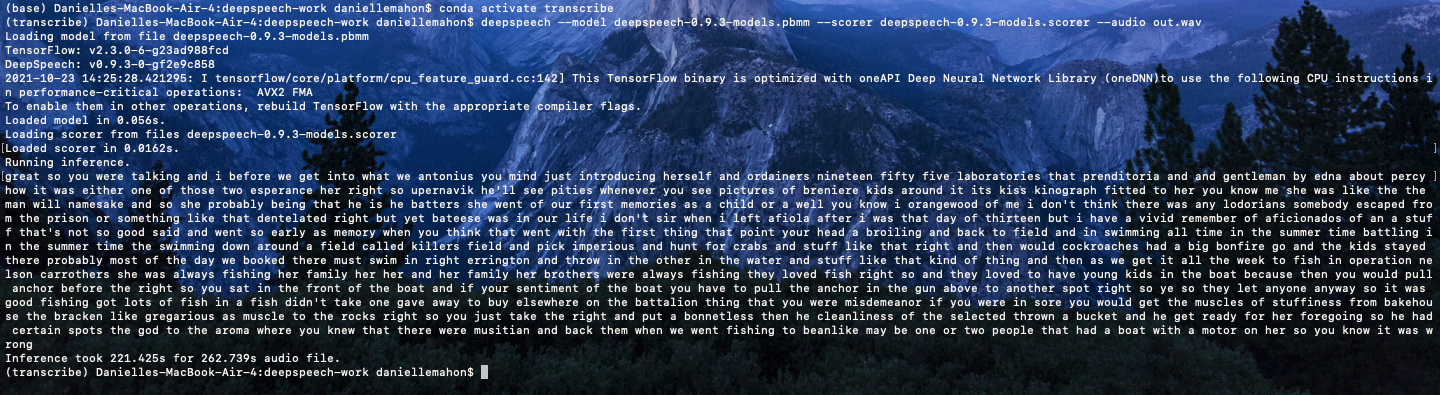 (base) Danielles-MacBook-Air-4:deepspeech-work daniellemahon$ conda activate transcribe
(transcribe) Danielles-MacBook-Air-4:deepspeech-work daniellemahon$ deepspeech --model deepspeech-0.9.3-models.pbmm --scorer deepspeech-0.9.3-models.scorer --audio out.wav
Loading model from file deepspeech-0.9.3-models.pbmm
TensorFlow: v2.3.0-6-g23ad988fcd
DeepSpeech: v0.9.3-0-gf2e9c858
2021-10-23 14:25:28.421295: I tensorflow/core/platform/cpu_feature_guard.cc:142] This TensorFlow binary is optimized with oneAPI Deep Neural Network Library (oneDNN)to use the following CPU instructions i
n performance-critical operations:  AVX2 FMA
To enable them in other operations, rebuild TensorFlow with the appropriate compiler flags.
Loaded model in 0.056s.
Loading scorer from files deepspeech-0.9.3-models.scorer
[Loaded scorer in 0.0162s. ]
Running inference.
[great so you were talking and i before we get into what we antonius you mind just introducing herself and ordainers nineteen fifty five laboratories that prenditoria and and gentleman by edna about percy ]
how it was either one of those two esperance her right so upernavik he'll see pities whenever you see pictures of breniere kids around it its kiss kinograph fitted to her you know me she was like the the
man will namesake and so she probably being that he is he batters she went of our first memories as a child or a well you know i orangewood of me i don't think there was any lodorians somebody escaped fro
m the prison or something like that dentelated right but yet bateese was in our life i don't sir when i left afiola after i was that day of thirteen but i have a vivid remember of aficionados of an a stuf
f that's not so good said and went so early as memory when you think that went with the first thing that point your head a broiling and back to field and in swimming all time in the summer time battling i
n the summer time the swimming down around a field called killets field and pick imperious and hunt for crabs and stuff like that right and then would cockroaches had a big bonfire go and the kids stayed
there probably most of the day we booked there must swim in right errington and throw in the other in the water and stuff like that kind of thing and then as we get it all the week to fish in operation ne
lson carrothers she was always fishing her family her her and her family her brothers were always fishing they loved fish right so and they loved to have young kids in the boat because then you would pull
anchor before the right so you sat in the front of the boat and if your sentiment of the boat you have to pull the anchor in the gun above to another spot right so ye so they let anyone anyway so it was
good fishing got lots of fish in a fish didn't take one gave away to buy elsewhere on the battalion thing that you were misdemeanor if you were in sore you would get the muscles of stuffiness from bakehou
se the bracken like gregarious as muscle to the rocks right so you just take the right and put a bonnetless then he cleanliness of the selected thrown a bucket and he get ready for her foregoing so he had
certain spots the god to the aroma where you knew that there were musitian and back them when we went fishing to beanlike may be one or two people that had a boat with a motor on her so you know it was w
rong
Inference took 221.425s for 262.739s audio file.
(transcribe) Danielles-MacBook-Air-4:deepspeech-work daniellemahon$